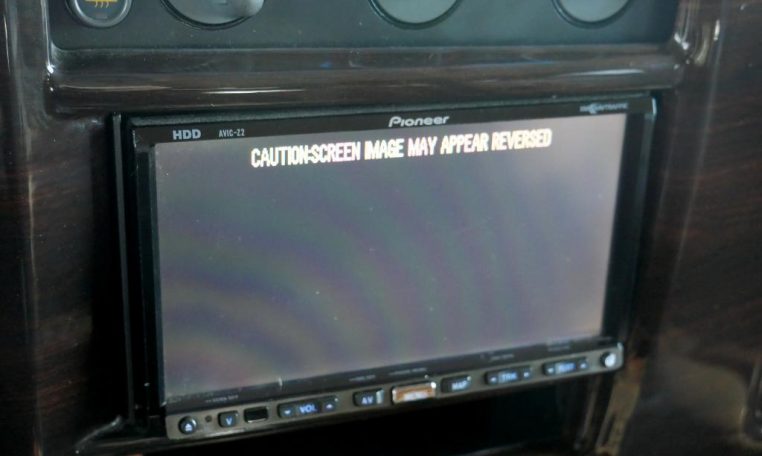 Pioneer
HDD AVIC-Z2
CAUTION:SCREEN IMAGE MAY APPEAR REVERSED
V VOL AV MENU MAP TRK